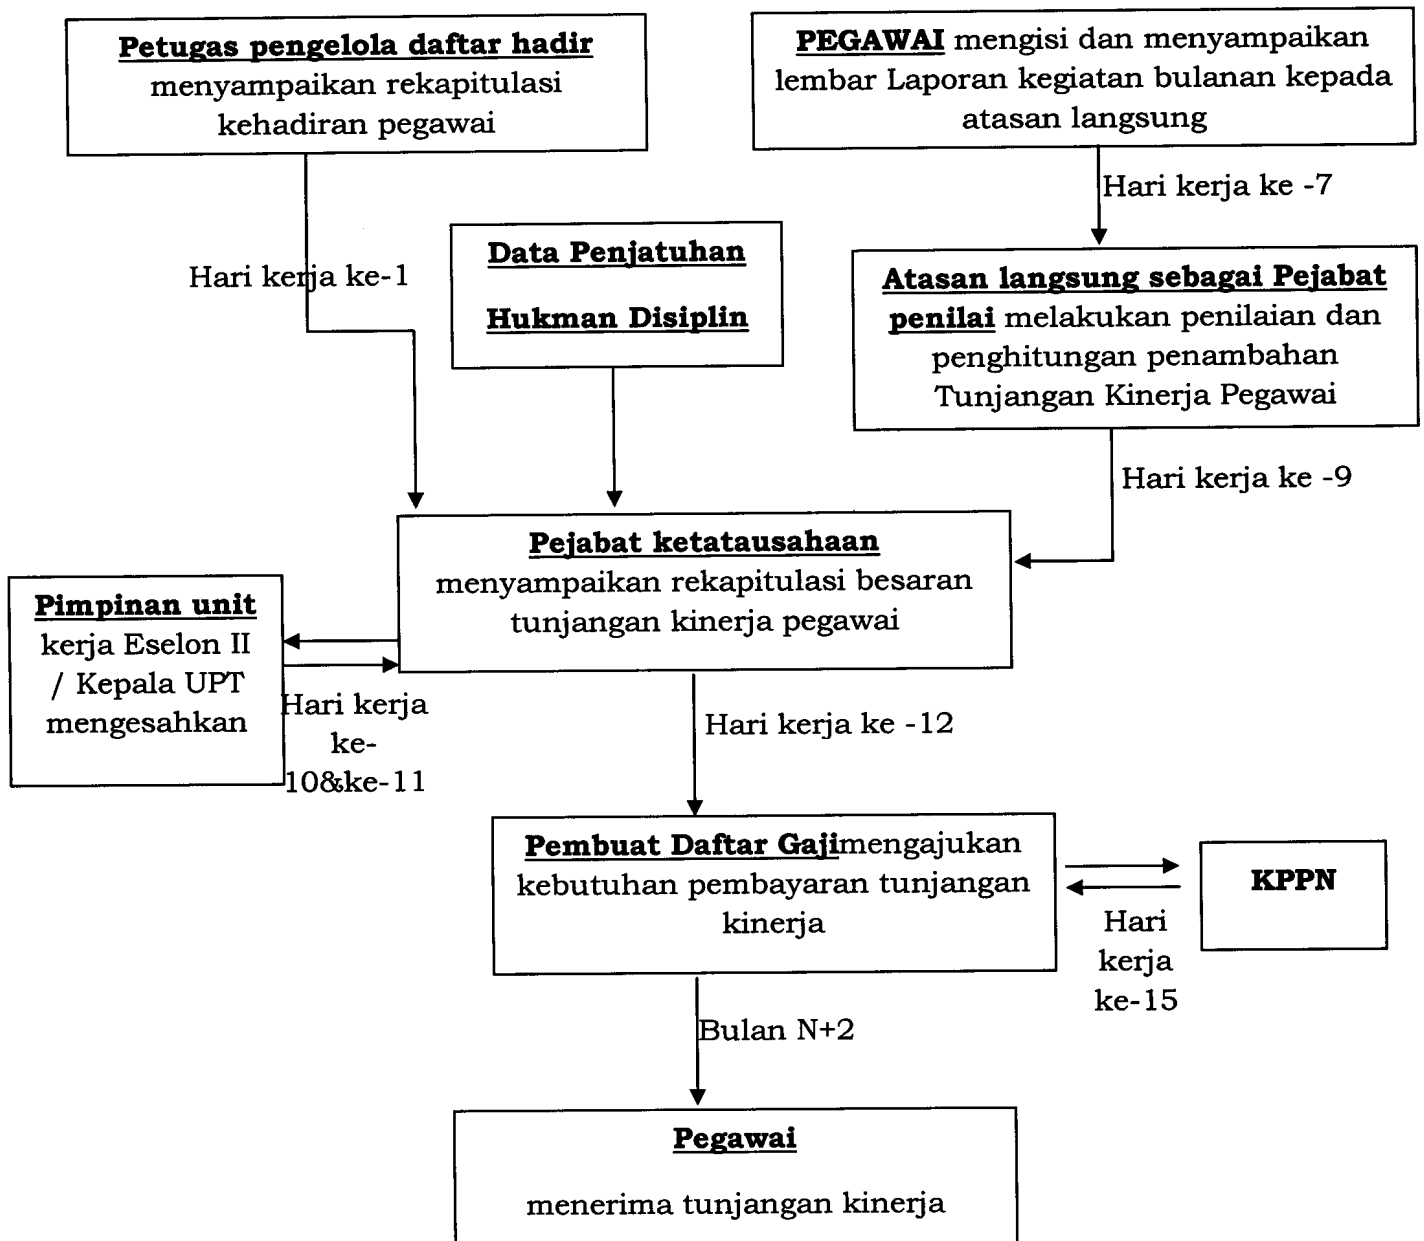 Petugas pengelola daftar hadir
menyampaikan rekapitulasi
kehadiran pegawai
PEGAWAI mengisi dan menyampaikan
lembar Laporan kegiatan bulanan kepada
atasan langsung
Hari kerja ke -7
Hari kerja ke-1
Data Penjatuhan
Hukman Disiplin
Atasan langsung sebagai Pejabat
penilai melakukan penilaian dan
penghitungan penambahan
Tunjangan Kinerja Pegawai
Hari kerja ke -9
Pejabat ketatausahaan
menyampaikan rekapitulasi besaran
tunjangan kinerja pegawai
Pimpinan unit
kerja Eselon II
/ Kepala UPT
mengesahkan
Hari kerja
ke-
10&ke-11
Hari kerja ke -12
Pembuat Daftar Gajimengajukan
kebutuhan pembayaran tunjangan
kinerja
KPPN
Hari
kerja
ke-15
Bulan N+2
Pegawai
menerima tunjangan kinerja